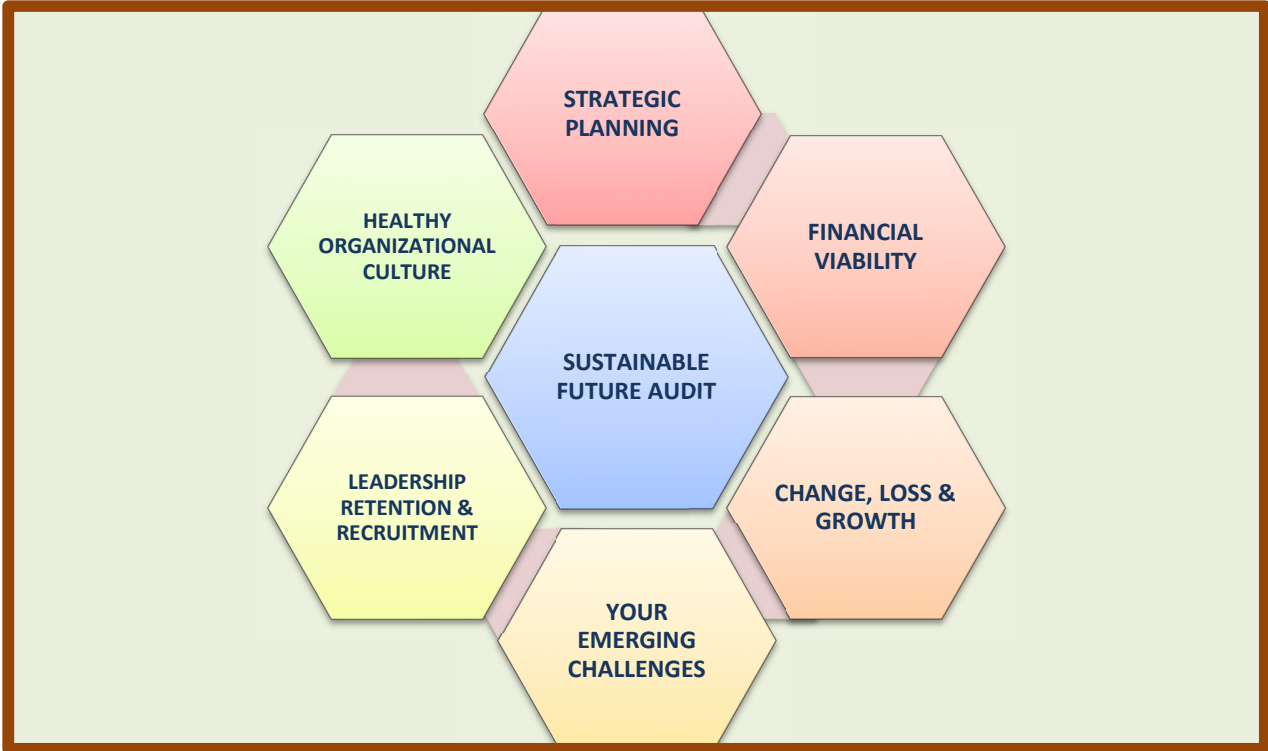 STRATEGIC
PLANNING
HEALTHY
ORGANIZATIONAL
CULTURE
FINANCIAL
VIABILITY
SUSTAINABLE
FUTURE AUDIT
LEADERSHIP
RETENTION &
RECRUITMENT
CHANGE, LOSS &
GROWTH
YOUR
EMERGING
CHALLENGES